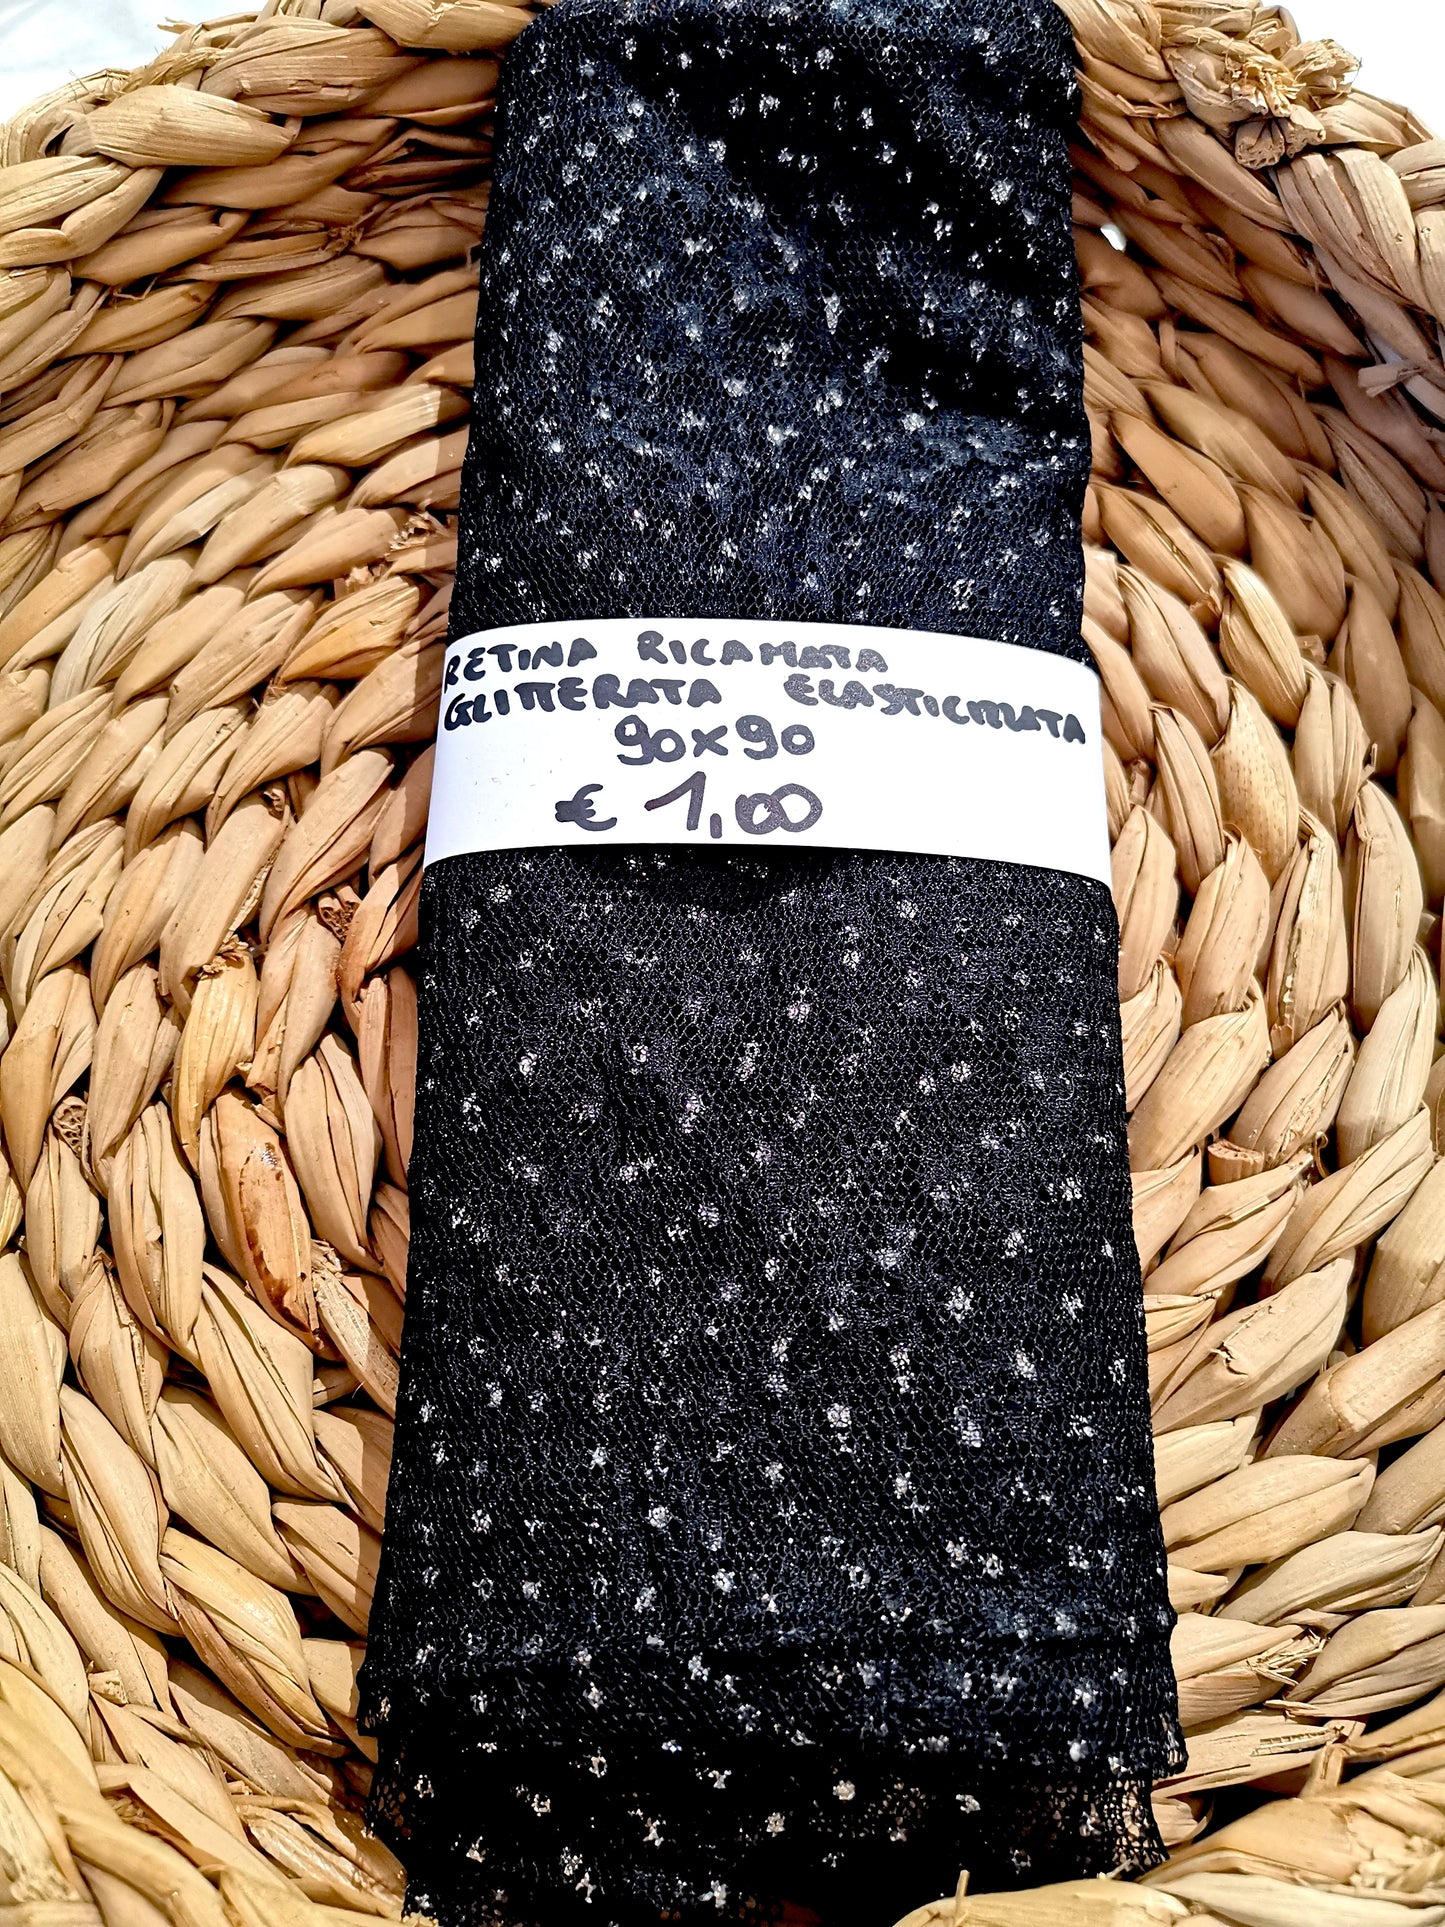 RETINA RICAMATA
GLITTERATA ELASTICIZZATA
90x90
€ 1,00